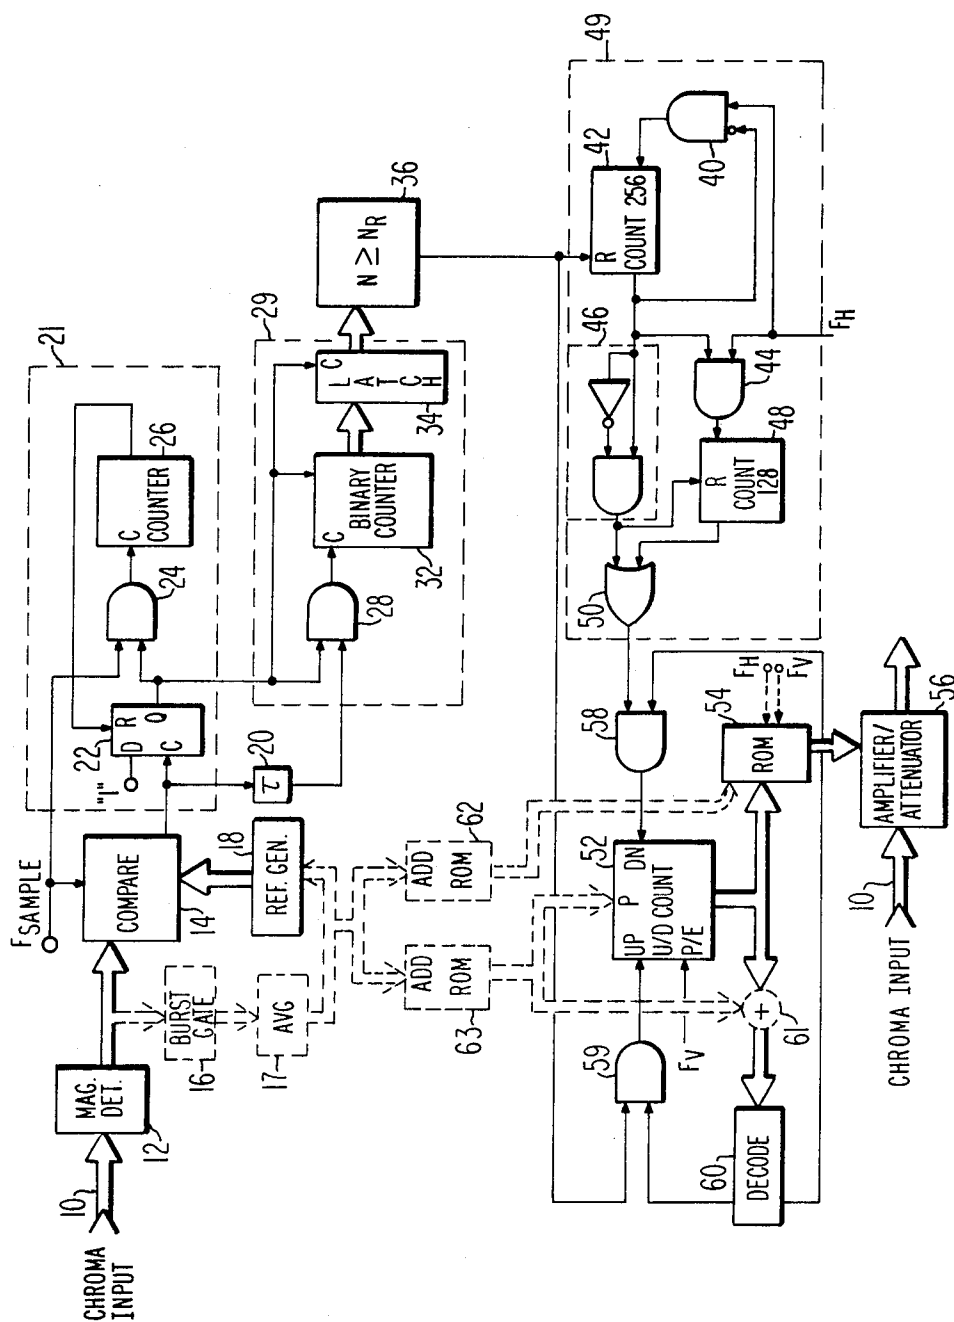 CHROMA
INPUT
10
MAG.
DET.
12
BURST
GATE
16
AVG
17
FSAMPLE
COMPARE
14
REF. GEN.
18
"1"
D R
C Q
22
τ
20
21
24
C
COUNTER
26
28
29
C
BINARY
COUNTER
32
C
LATCH
34
N ≥ NR
36
ADD
ROM
62
ADD
ROM
63
49
R
COUNT 256
42
40
FH
44
46
R
COUNT
128
48
50
58
59
UP P DN
U/D COUNT
P/E
52
FV
ROM
54
FH
FV
+
61
DECODE
60
CHROMA INPUT
10
AMPLIFIER/
ATTENUATOR
56